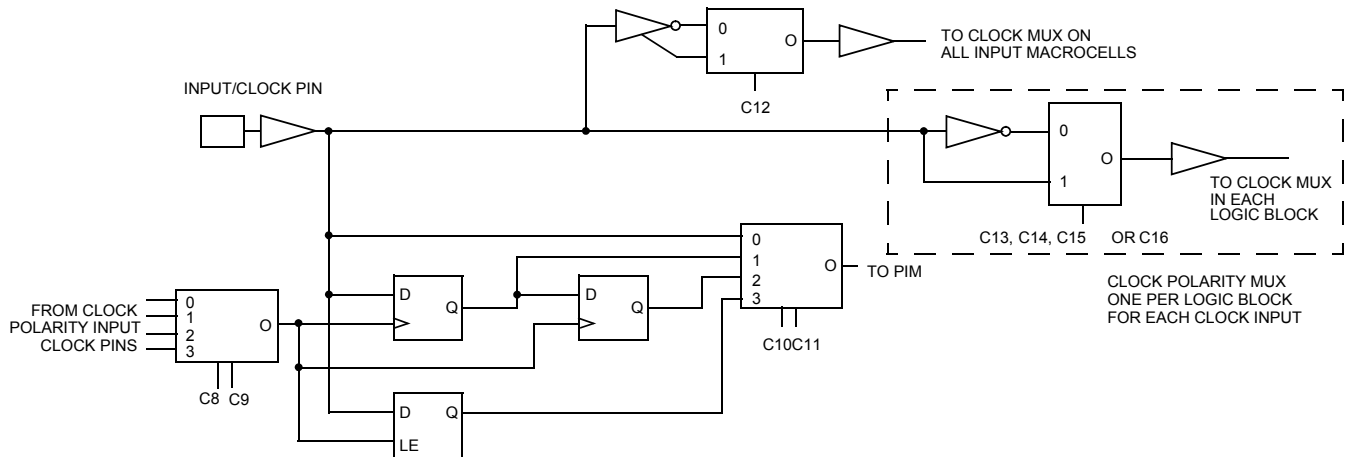 0
O
1
TO CLOCK MUX ON
ALL INPUT MACROCELLS
C12
INPUT/CLOCK PIN
0
O
1
TO CLOCK MUX
IN EACH
LOGIC BLOCK
C13, C14, C15 OR C16
0
1
2
3
O
TO PIM
C10C11
CLOCK POLARITY MUX
ONE PER LOGIC BLOCK
FOR EACH CLOCK INPUT
D
Q
D
Q
FROM CLOCK
POLARITY INPUT
CLOCK PINS
0
1
2
3
O
C8 C9
D
Q
LE